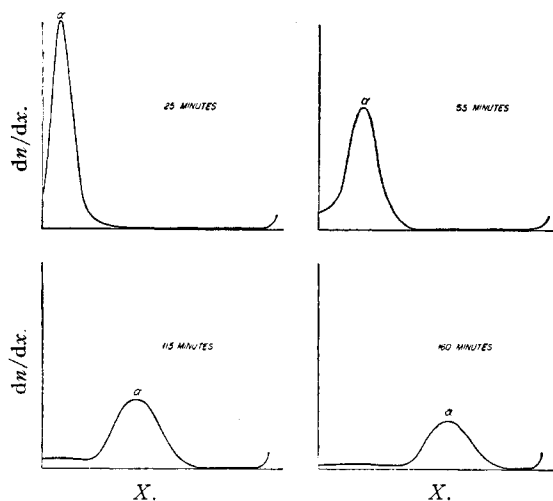 α
25 MINUTES
dn/dx.
α
55 MINUTES
α
115 MINUTES
dn/dx.
X.
α
160 MINUTES
X.